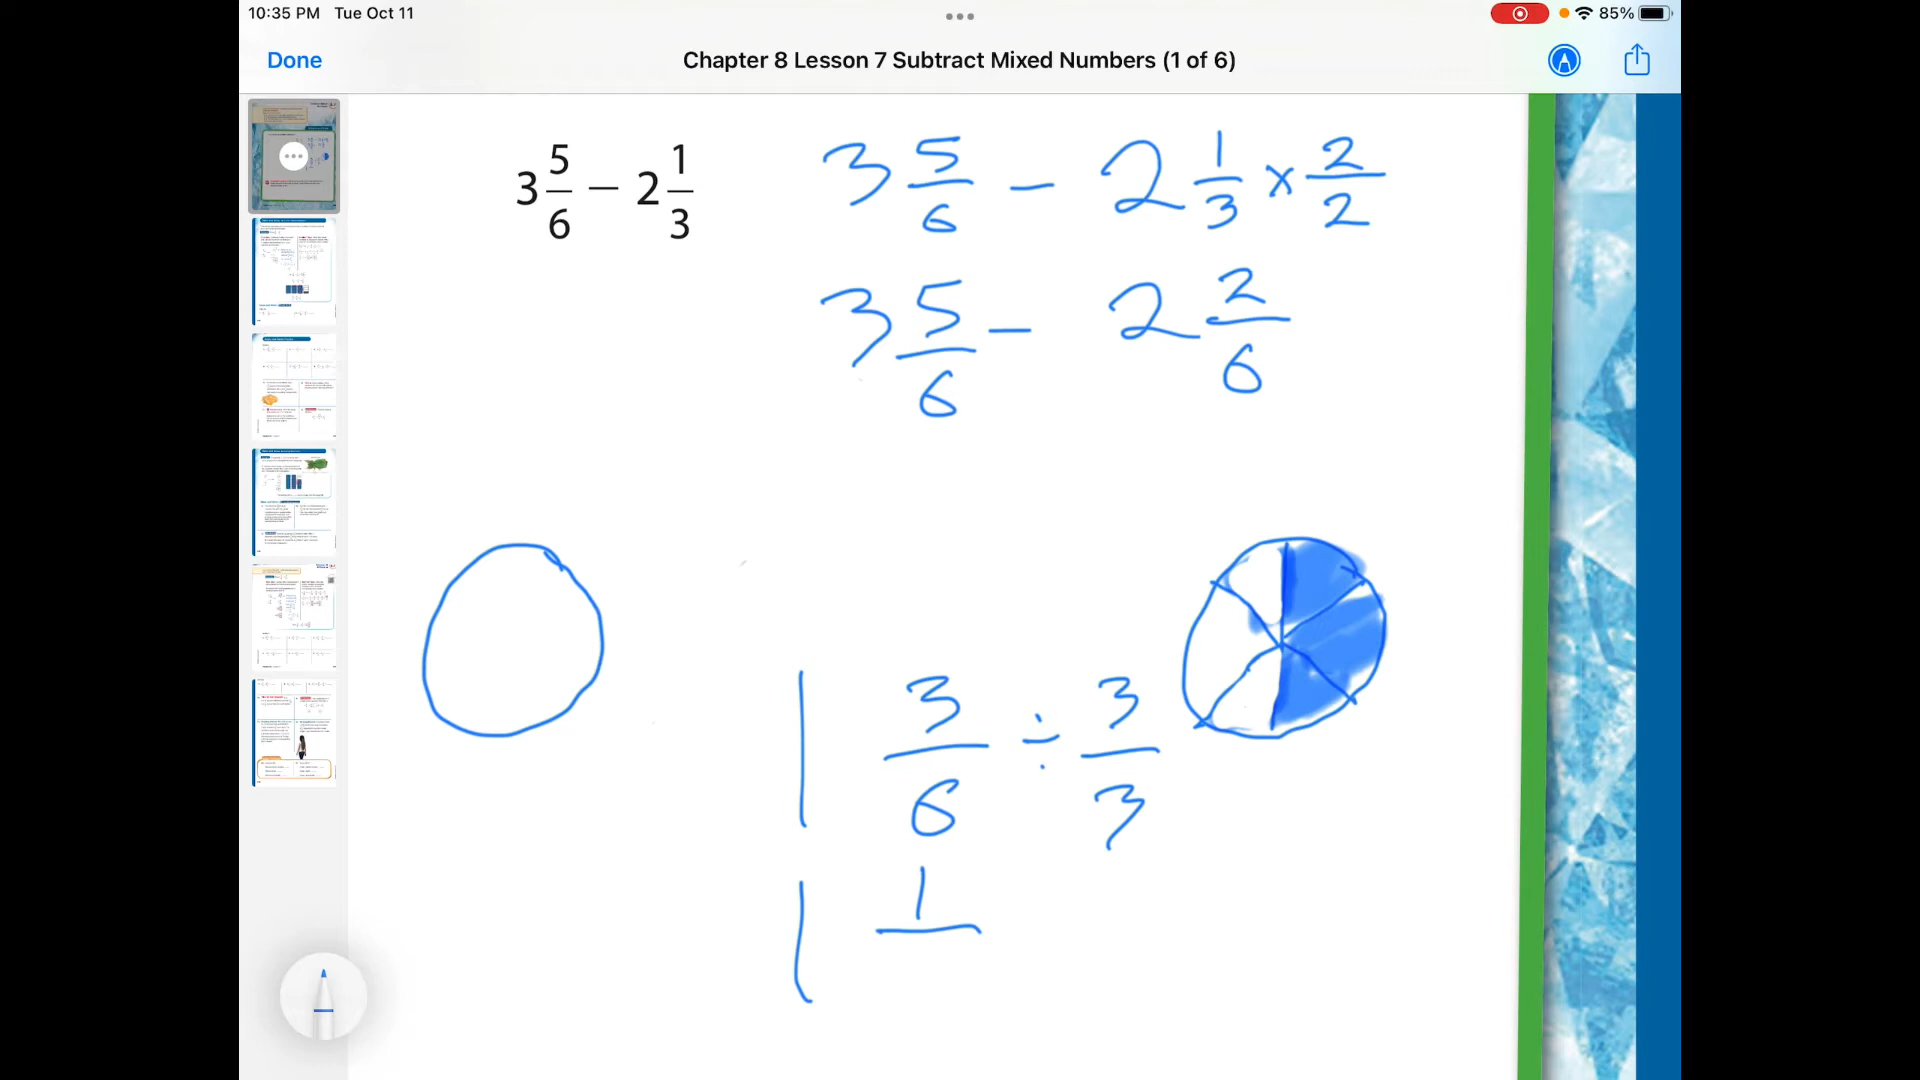 10:35 PM Tue Oct 11
85%
Done
Chapter 8 Lesson 7 Subtract Mixed Numbers (1 of 6)
3 5/6 − 2 1/3
3 5/6 − 2 1/3 × 2/2
3 5/6 − 2 2/6
1 3/6 ÷ 3/3
1 1/